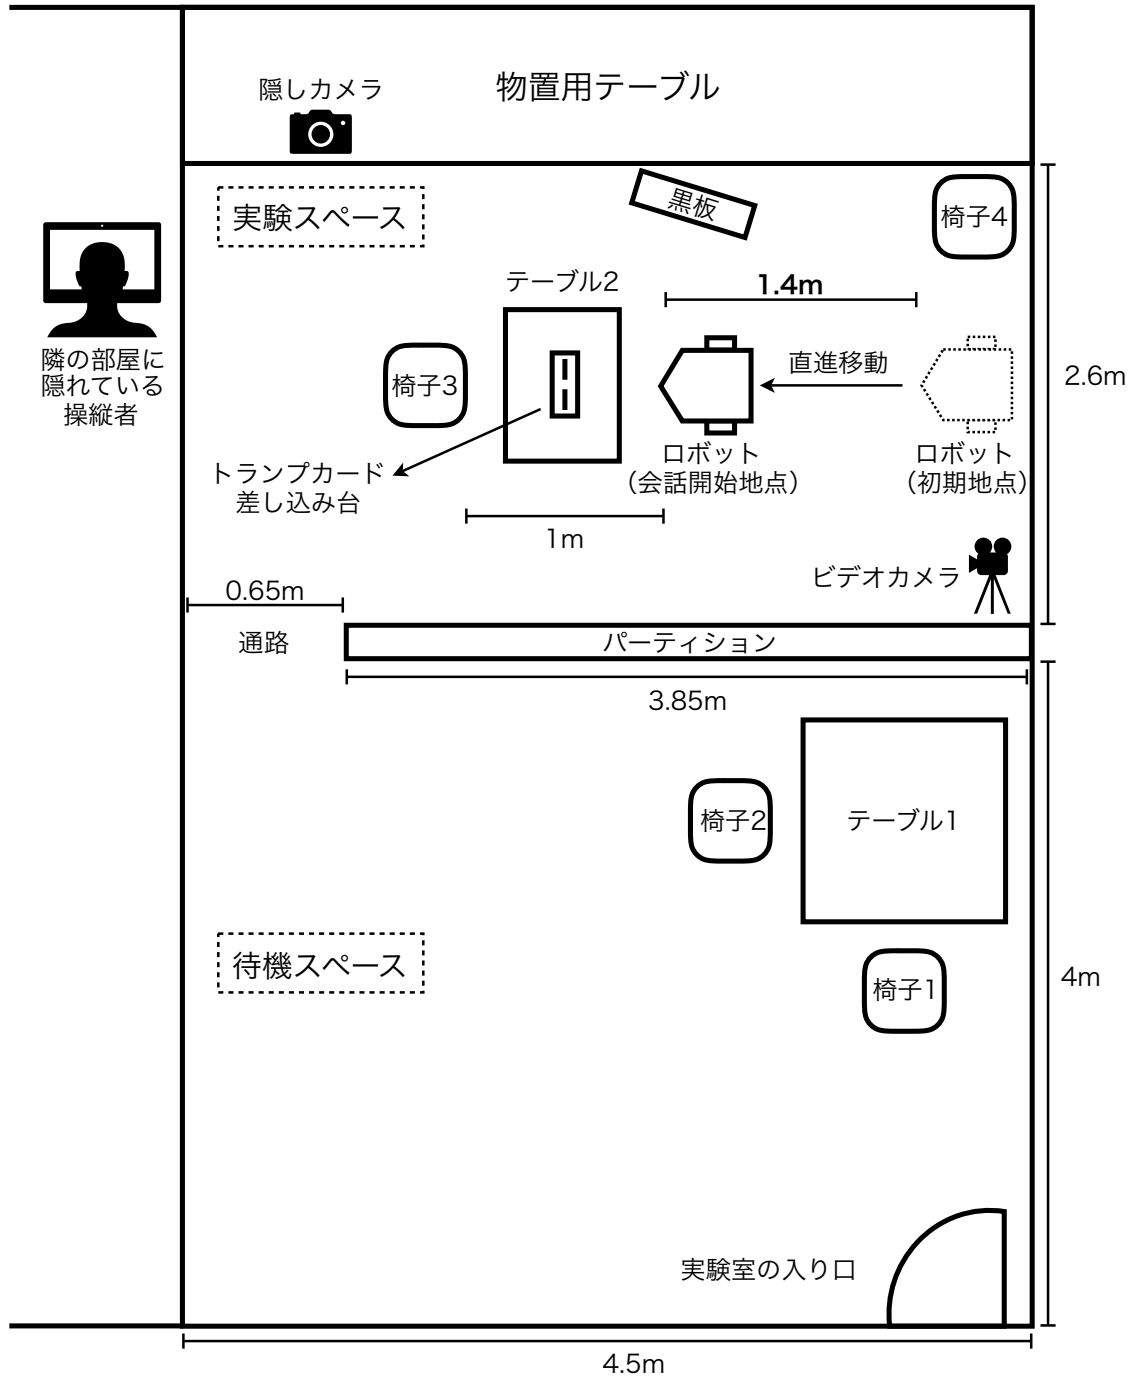 物置用テーブル
隠しカメラ
実験スペース
黒板
椅子4
テーブル2
1.4m
直進移動
椅子3
2.6m
隣の部屋に
隠れている
操縦者
ロボット
（会話開始地点）
ロボット
（初期地点）
トランプカード
差し込み台
1m
ビデオカメラ
0.65m
通路
パーティション
3.85m
椅子2
テーブル1
待機スペース
椅子1
4m
実験室の入り口
4.5m